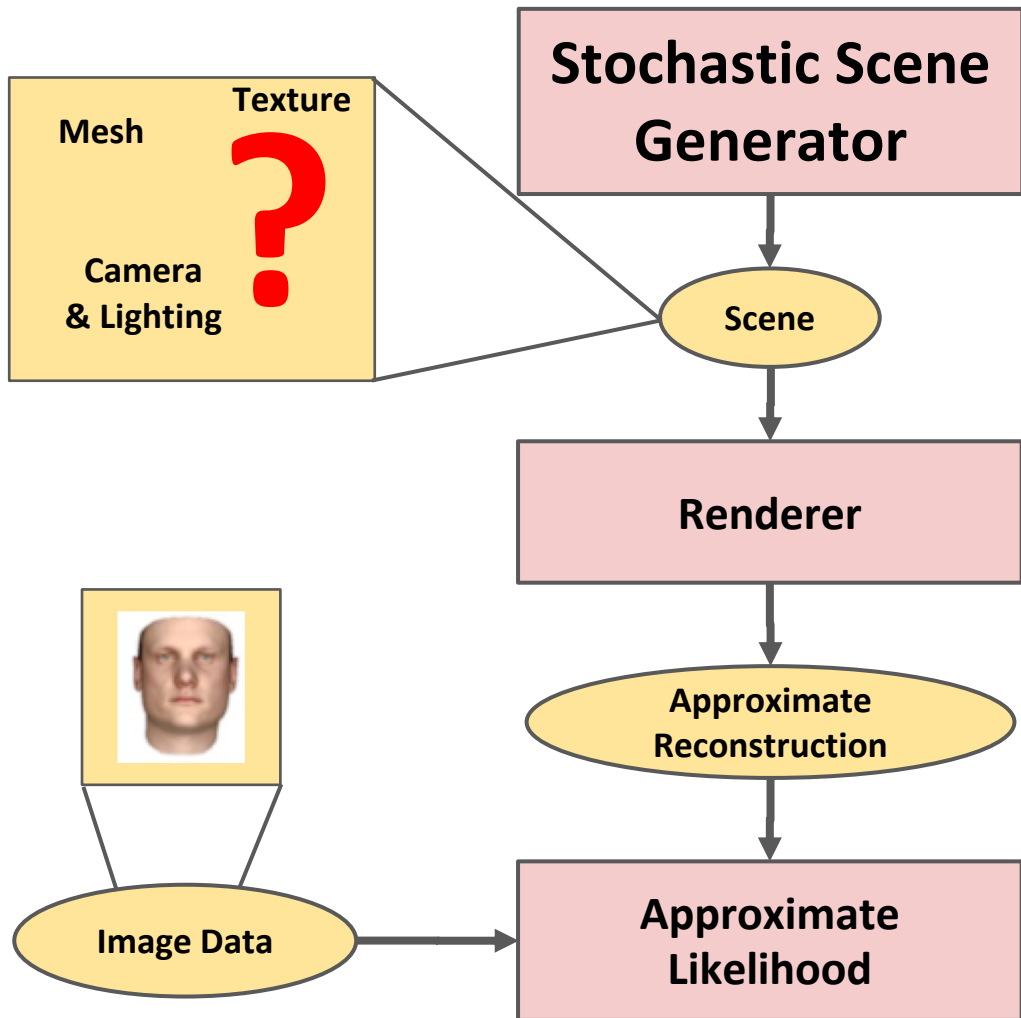 Stochastic Scene
Generator
Texture
Mesh
?
Camera
& Lighting
Scene
Renderer
Approximate
Reconstruction
Image Data
Approximate
Likelihood